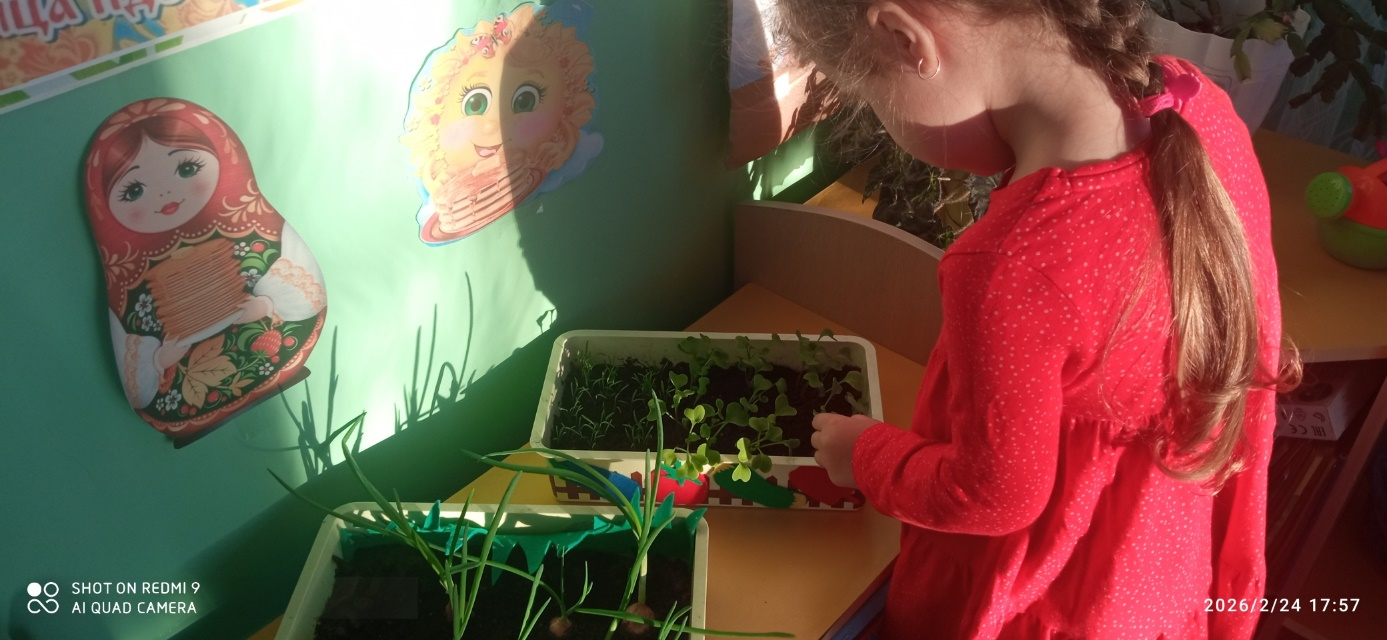 SHOT ON REDMI 9
AI QUAD CAMERA
2026/2/24 17:57